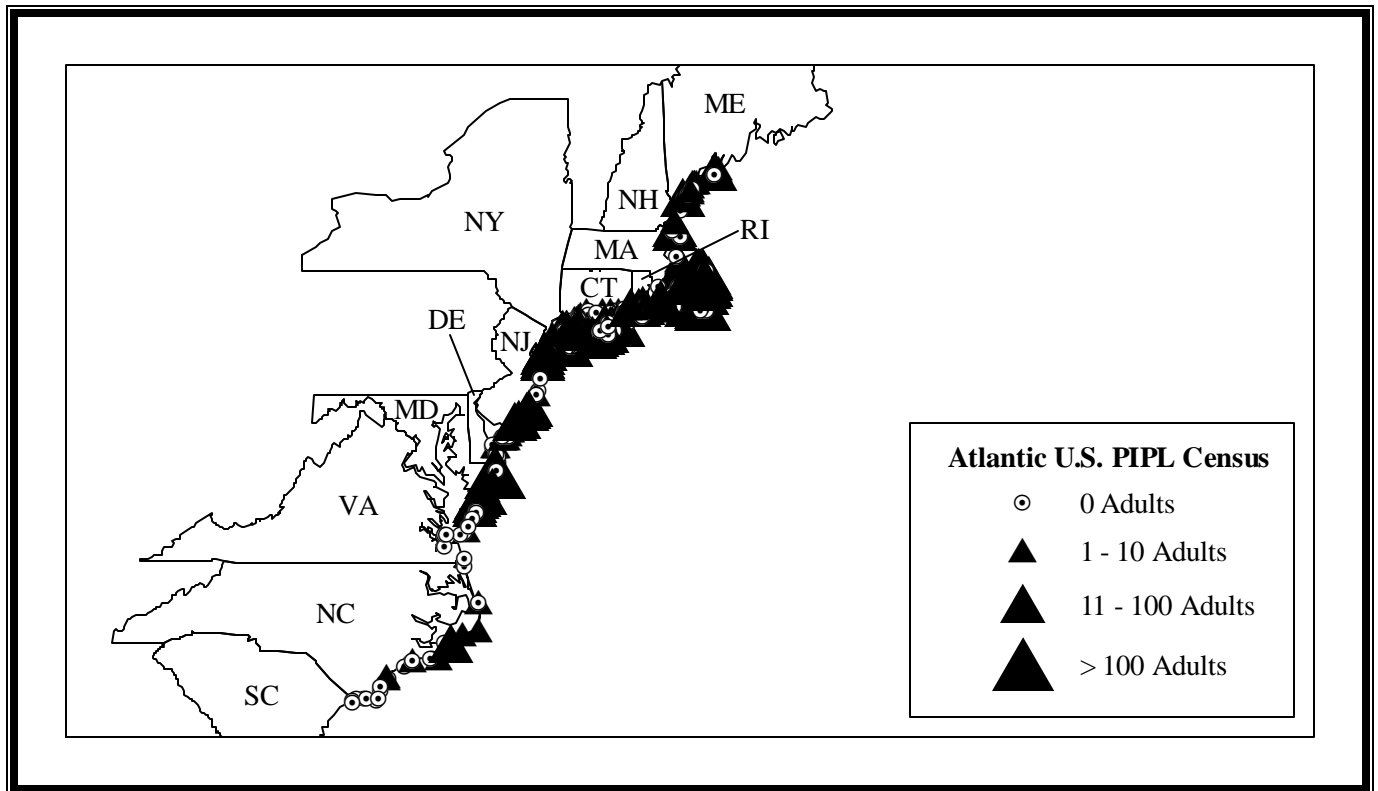 ME
NH
NY
RI
MA
CT
DE
NJ
MD
VA
NC
SC
Atlantic U.S. PIPL Census
0 Adults
1 - 10 Adults
11 - 100 Adults
> 100 Adults